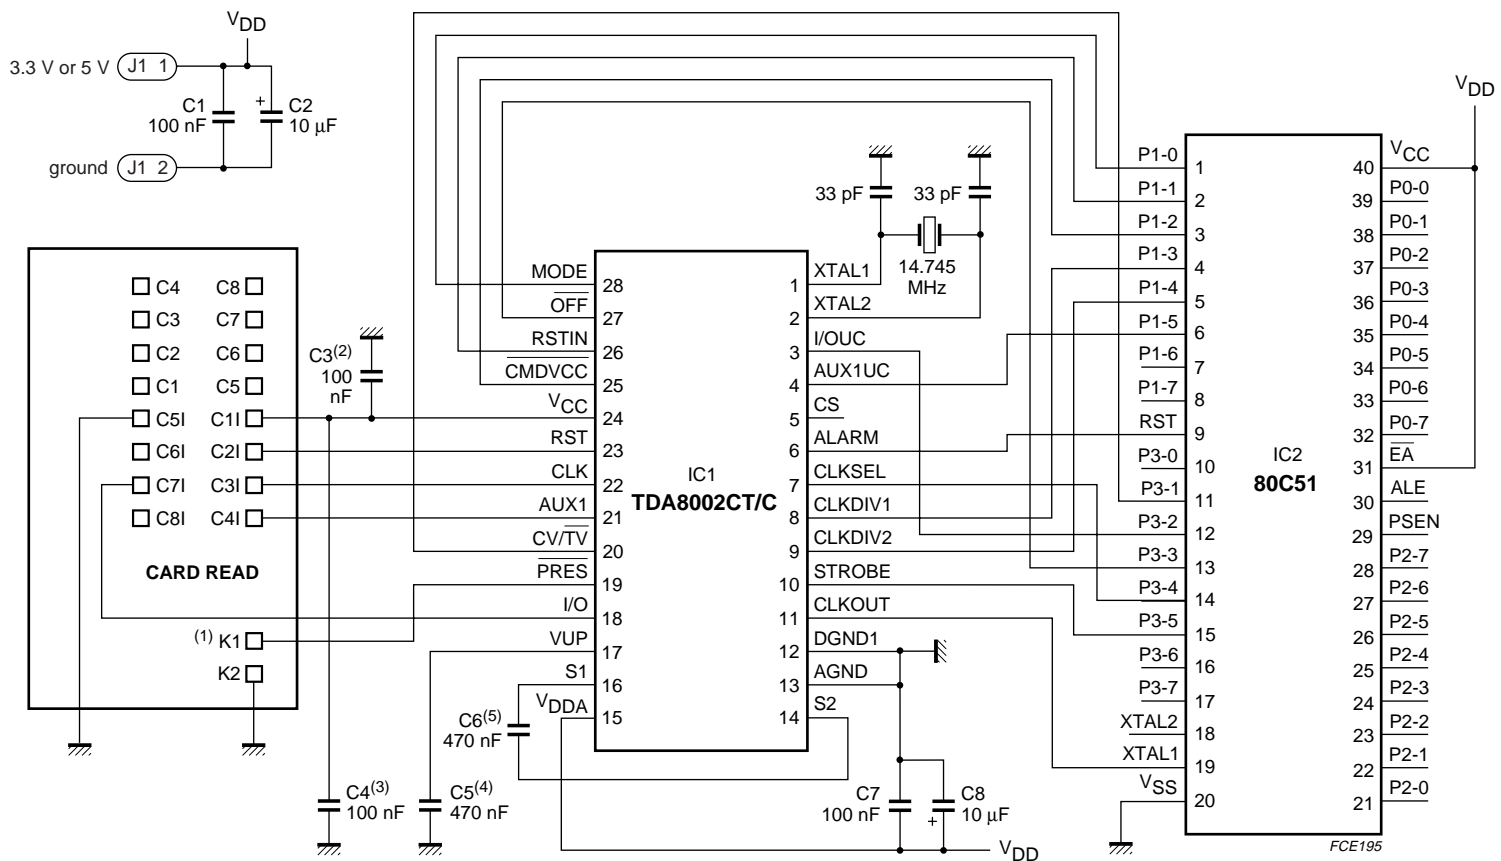 VDD
3.3 V or 5 V J1 1
C1
100 nF
+
C2
10 μF
ground J1 2
C4 C8
C3 C7
C2 C6
C1 C5
C5I C1I
C6I C2I
C7I C3I
C8I C4I
CARD READ
(1) K1
K2
C3(2)
100
nF
C4(3)
100 nF
C5(4)
470 nF
C6(5)
470 nF
MODE 28
OFF 27
RSTIN 26
CMDVCC 25
VCC 24
RST 23
CLK 22
AUX1 21
CV/TV 20
PRES 19
I/O 18
VUP 17
S1 16
VDDA 15
IC1
TDA8002CT/C
1 XTAL1
2 XTAL2
3 I/OUC
4 AUX1UC
5 CS
6 ALARM
7 CLKSEL
8 CLKDIV1
9 CLKDIV2
10 STROBE
11 CLKOUT
12 DGND1
13 AGND
14 S2
33 pF 33 pF
14.745
MHz
C7
100 nF
C8
10 μF
+
VDD
P1-0 1
P1-1 2
P1-2 3
P1-3 4
P1-4 5
P1-5 6
P1-6 7
P1-7 8
RST 9
P3-0 10
P3-1 11
P3-2 12
P3-3 13
P3-4 14
P3-5 15
P3-6 16
P3-7 17
XTAL2 18
XTAL1 19
VSS 20
IC2
80C51
VDD
40 VCC
39 P0-0
38 P0-1
37 P0-2
36 P0-3
35 P0-4
34 P0-5
33 P0-6
32 P0-7
31 EA
30 ALE
29 PSEN
28 P2-7
27 P2-6
26 P2-5
25 P2-4
24 P2-3
23 P2-2
22 P2-1
21 P2-0
FCE195